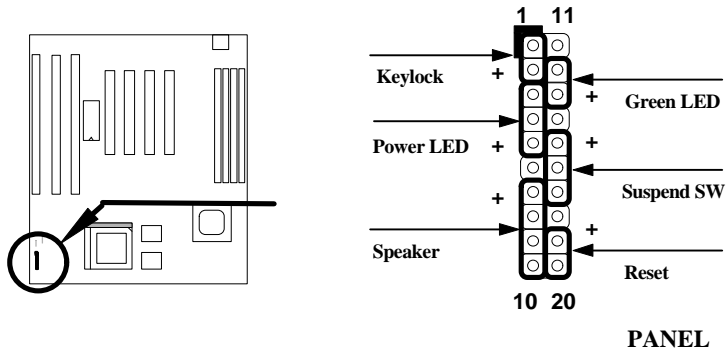 1 11
Keylock
+
+
Green LED
Power LED
+
+
Suspend SW
+
+
Speaker
Reset
10 20
PANEL